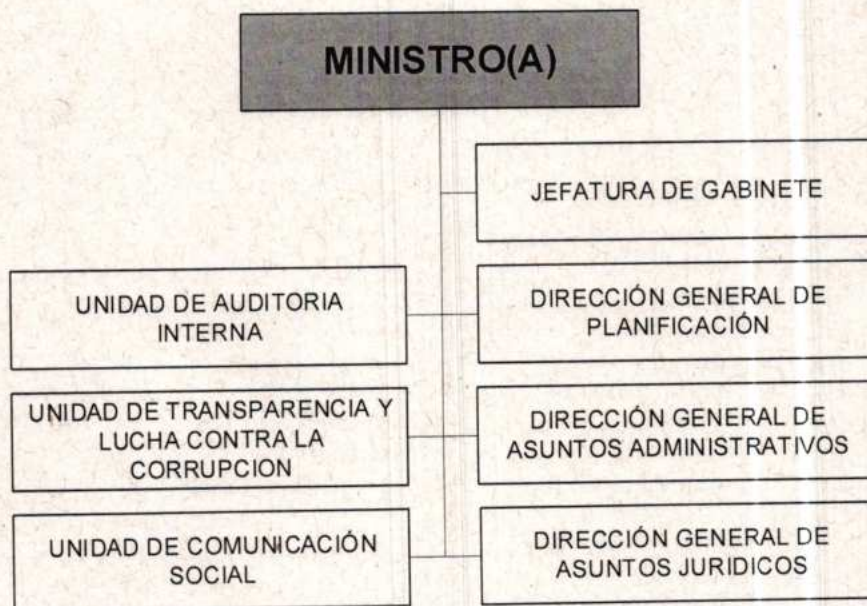 MINISTRO(A)
JEFATURA DE GABINETE
UNIDAD DE AUDITORIA
INTERNA
DIRECCIÓN GENERAL DE
PLANIFICACIÓN
UNIDAD DE TRANSPARENCIA Y
LUCHA CONTRA LA
CORRUPCION
DIRECCIÓN GENERAL DE
ASUNTOS ADMINISTRATIVOS
UNIDAD DE COMUNICACIÓN
SOCIAL
DIRECCIÓN GENERAL DE
ASUNTOS JURIDICOS